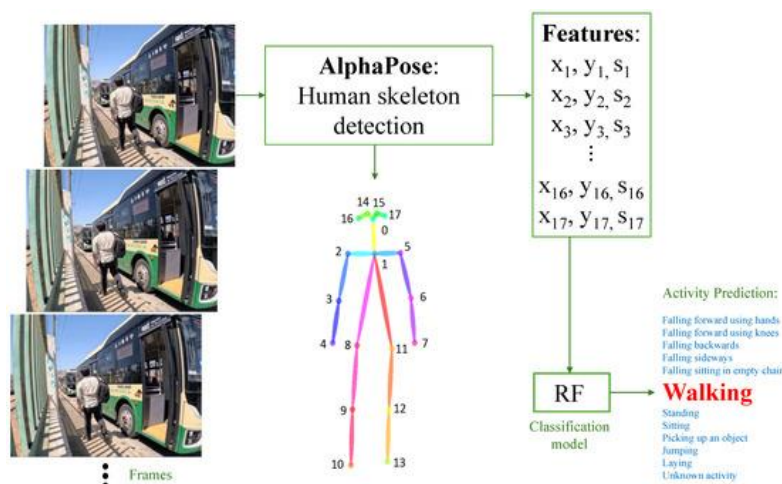 AlphaPose:
Human skeleton
detection
Features:
x1, y1, s1
x2, y2, s2
x3, y3, s3
⋮
x16, y16, s16
x17, y17, s17
14 15
16 17
0
2 5
1
3 6
4 7
8 11
9 12
10 13
Frames
RF
Classification
model
Activity Prediction:
Falling forward using hands
Falling forward using knees
Falling backwards
Falling sideways
Falling sitting in empty chair
Walking
Standing
Sitting
Picking up an object
Jumping
Laying
Unknown activity